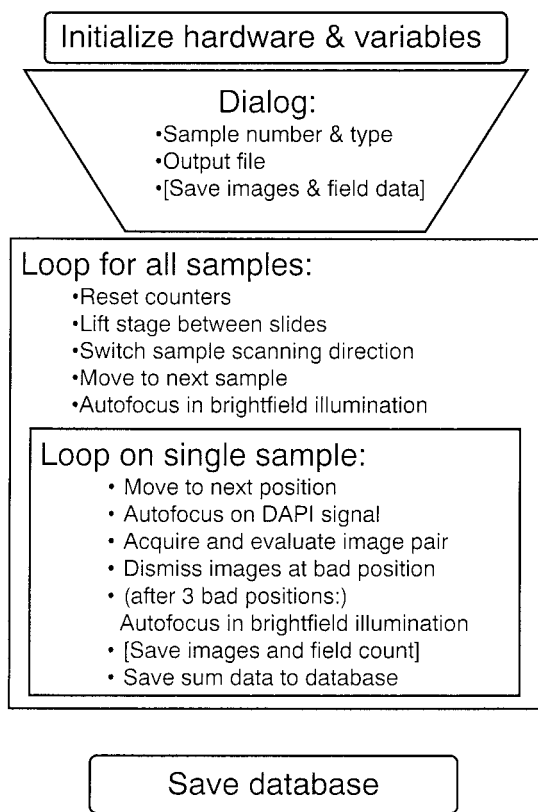 Initialize hardware & variables
Dialog:
•Sample number & type
•Output file
•[Save images & field data]
Loop for all samples:
•Reset counters
•Lift stage between slides
•Switch sample scanning direction
•Move to next sample
•Autofocus in brightfield illumination
Loop on single sample:
• Move to next position
• Autofocus on DAPI signal
• Acquire and evaluate image pair
• Dismiss images at bad position
• (after 3 bad positions:)
Autofocus in brightfield illumination
• [Save images and field count]
• Save sum data to database
Save database